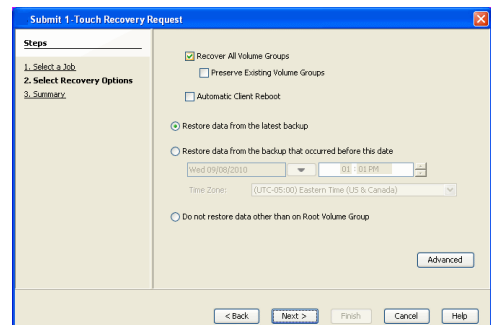 Submit 1-Touch Recovery Request
Steps
1. Select a Job
2. Select Recovery Options
3. Summary
Recover All Volume Groups
Preserve Existing Volume Groups
Automatic Client Reboot
Restore data from the latest backup
Restore data from the backup that occurred before this date
Wed 09/08/2010 01 : 01 PM
Time Zone: (UTC-05:00) Eastern Time (US & Canada)
Do not restore data other than on Root Volume Group
Advanced
< Back Next > Finish Cancel Help